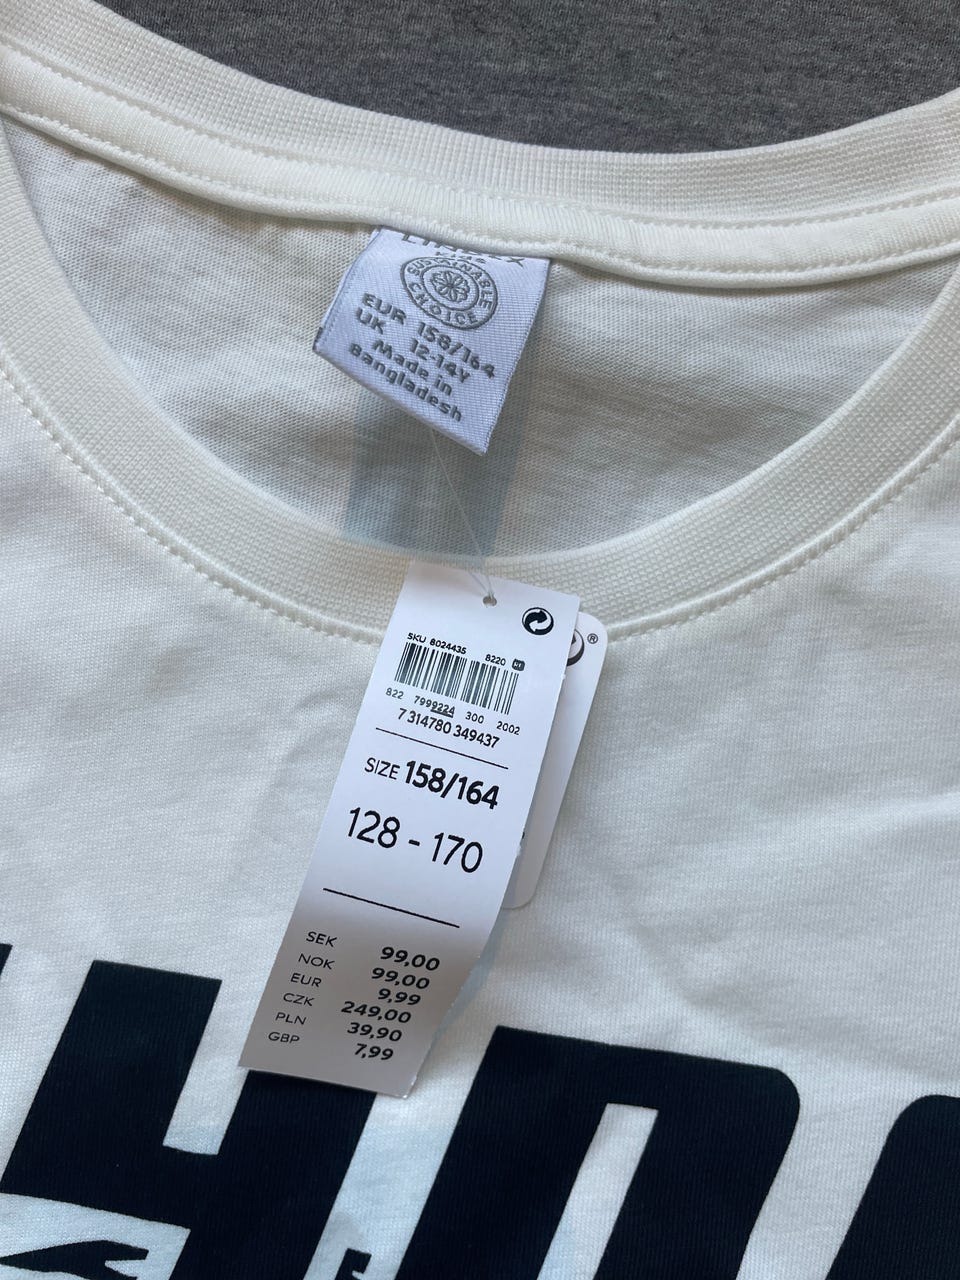 LINDEX
Kids
SUSTAINABLE
CHOICE
EUR 158/164
UK 12-14Y
Made in
Bangladesh
SKU 8024435 8220
822 7999224 300 2002
7 314780 349437
SIZE 158/164
128 - 170
SEK 99,00
NOK 99,00
EUR 9,99
CZK 249,00
PLN 39,90
GBP 7,99
®